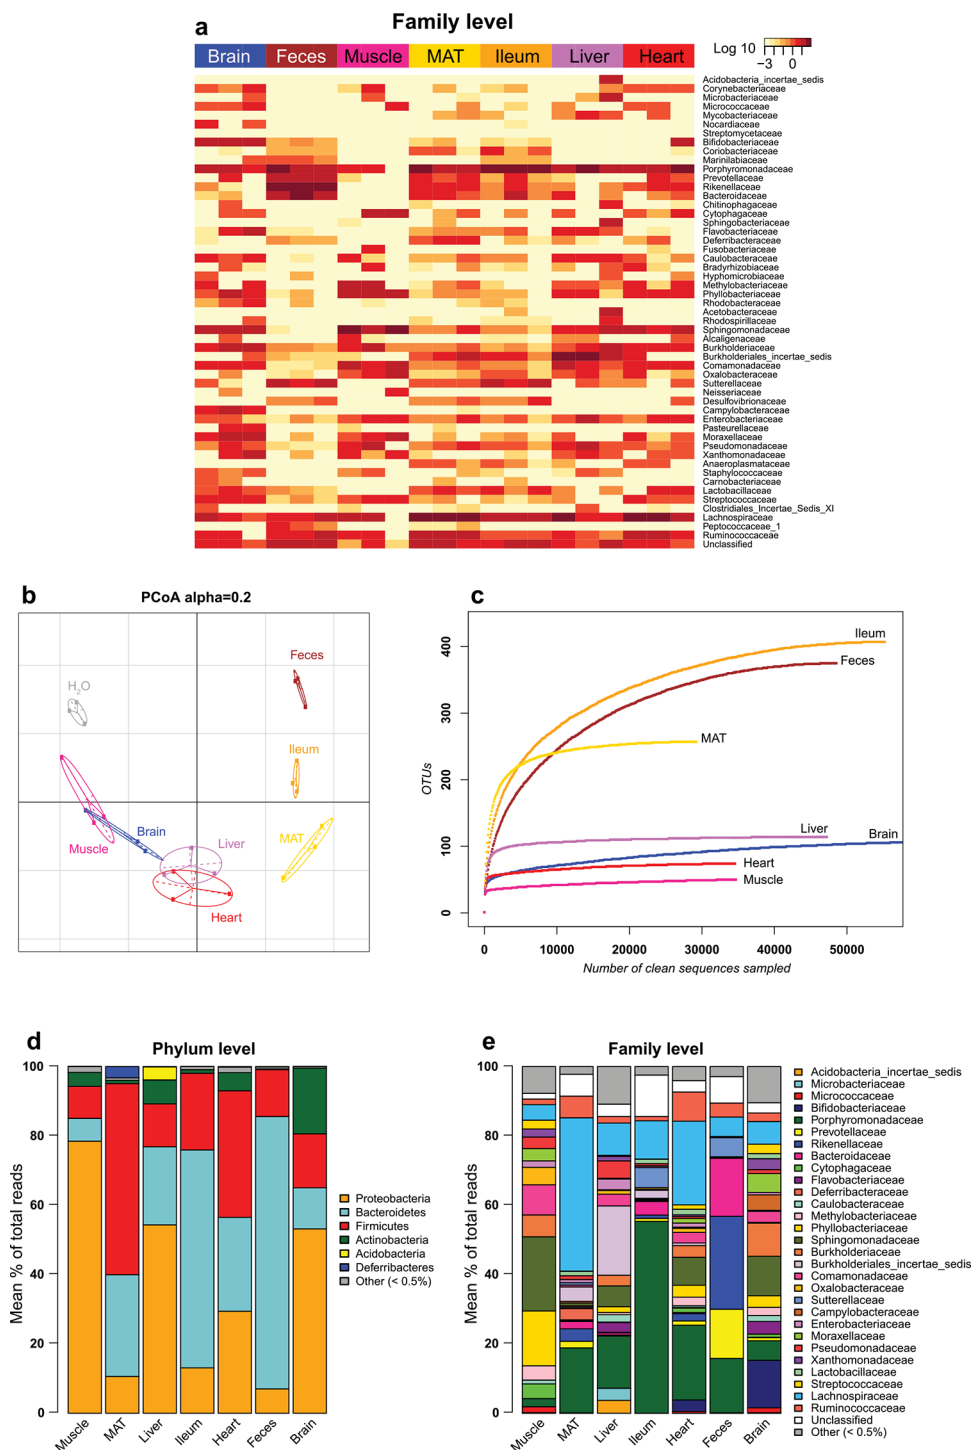 a
Family level
Brain Feces Muscle MAT Ileum Liver Heart
Log 10
−3 0
Acidobacteria_incertae_sedis
Corynebacteriaceae
Microbacteriaceae
Micrococcaceae
Mycobacteriaceae
Nocardiaceae
Streptomycetaceae
Bifidobacteriaceae
Coriobacteriaceae
Marinilabiaceae
Porphyromonadaceae
Prevotellaceae
Rikenellaceae
Bacteroidaceae
Chitinophagaceae
Cytophagaceae
Sphingobacteriaceae
Flavobacteriaceae
Deferribacteraceae
Fusobacteriaceae
Caulobacteraceae
Bradyrhizobiaceae
Hyphomicrobiaceae
Methylobacteriaceae
Phyllobacteriaceae
Rhodobacteraceae
Acetobacteraceae
Rhodospirillaceae
Sphingomonadaceae
Alcaligenaceae
Burkholderiaceae
Burkholderiales_incertae_sedis
Comamonadaceae
Oxalobacteraceae
Sutterellaceae
Neisseriaceae
Desulfovibrionaceae
Campylobacteraceae
Enterobacteriaceae
Pasteurellaceae
Moraxellaceae
Pseudomonadaceae
Xanthomonadaceae
Anaeroplasmataceae
Staphylococcaceae
Carnobacteriaceae
Lactobacillaceae
Streptococcaceae
Clostridiales_Incertae_Sedis_XI
Lachnospiraceae
Peptococcaceae_1
Ruminococcaceae
Unclassified
b
PCoA alpha=0.2
Feces
H2O
Ileum
Brain
Muscle
Liver
MAT
Heart
c
OTUs
400
300
200
100
0
Ileum
Feces
MAT
Liver
Brain
Heart
Muscle
0 10000 20000 30000 40000 50000
Number of clean sequences sampled
d
Phylum level
Mean % of total reads
100
80
60
40
20
0
Muscle MAT Liver Ileum Heart Feces Brain
Proteobacteria
Bacteroidetes
Firmicutes
Actinobacteria
Acidobacteria
Deferribacteres
Other (< 0.5%)
e
Family level
Mean % of total reads
100
80
60
40
20
0
Muscle MAT Liver Ileum Heart Feces Brain
Acidobacteria_incertae_sedis
Microbacteriaceae
Micrococcaceae
Bifidobacteriaceae
Porphyromonadaceae
Prevotellaceae
Rikenellaceae
Bacteroidaceae
Cytophagaceae
Flavobacteriaceae
Deferribacteraceae
Caulobacteraceae
Methylobacteriaceae
Phyllobacteriaceae
Sphingomonadaceae
Burkholderiaceae
Burkholderiales_incertae_sedis
Comamonadaceae
Oxalobacteraceae
Sutterellaceae
Campylobacteraceae
Enterobacteriaceae
Moraxellaceae
Pseudomonadaceae
Xanthomonadaceae
Lactobacillaceae
Streptococcaceae
Lachnospiraceae
Ruminococcaceae
Unclassified
Other (< 0.5%)